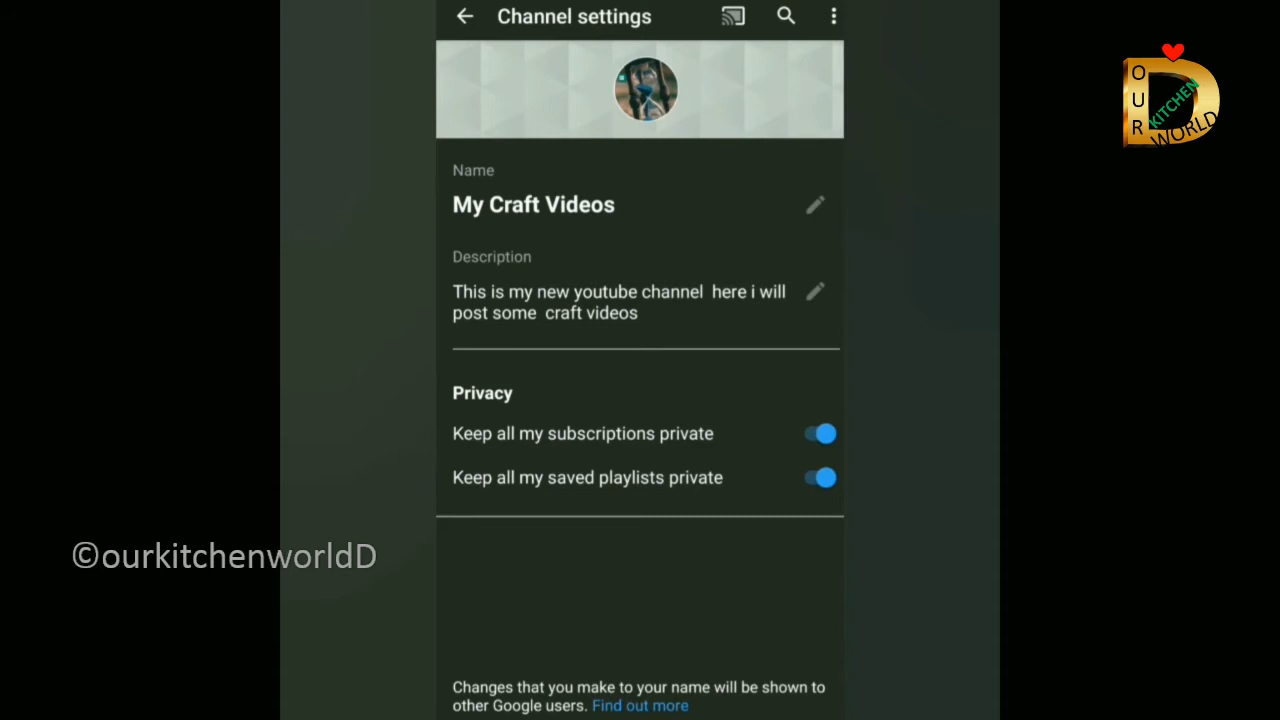 Channel settings
OUR
KITCHEN
WORLD
Name
My Craft Videos
Description
This is my new youtube channel  here i will
post some  craft videos
Privacy
Keep all my subscriptions private
Keep all my saved playlists private
©ourkitchenworldD
Changes that you make to your name will be shown to
other Google users. Find out more